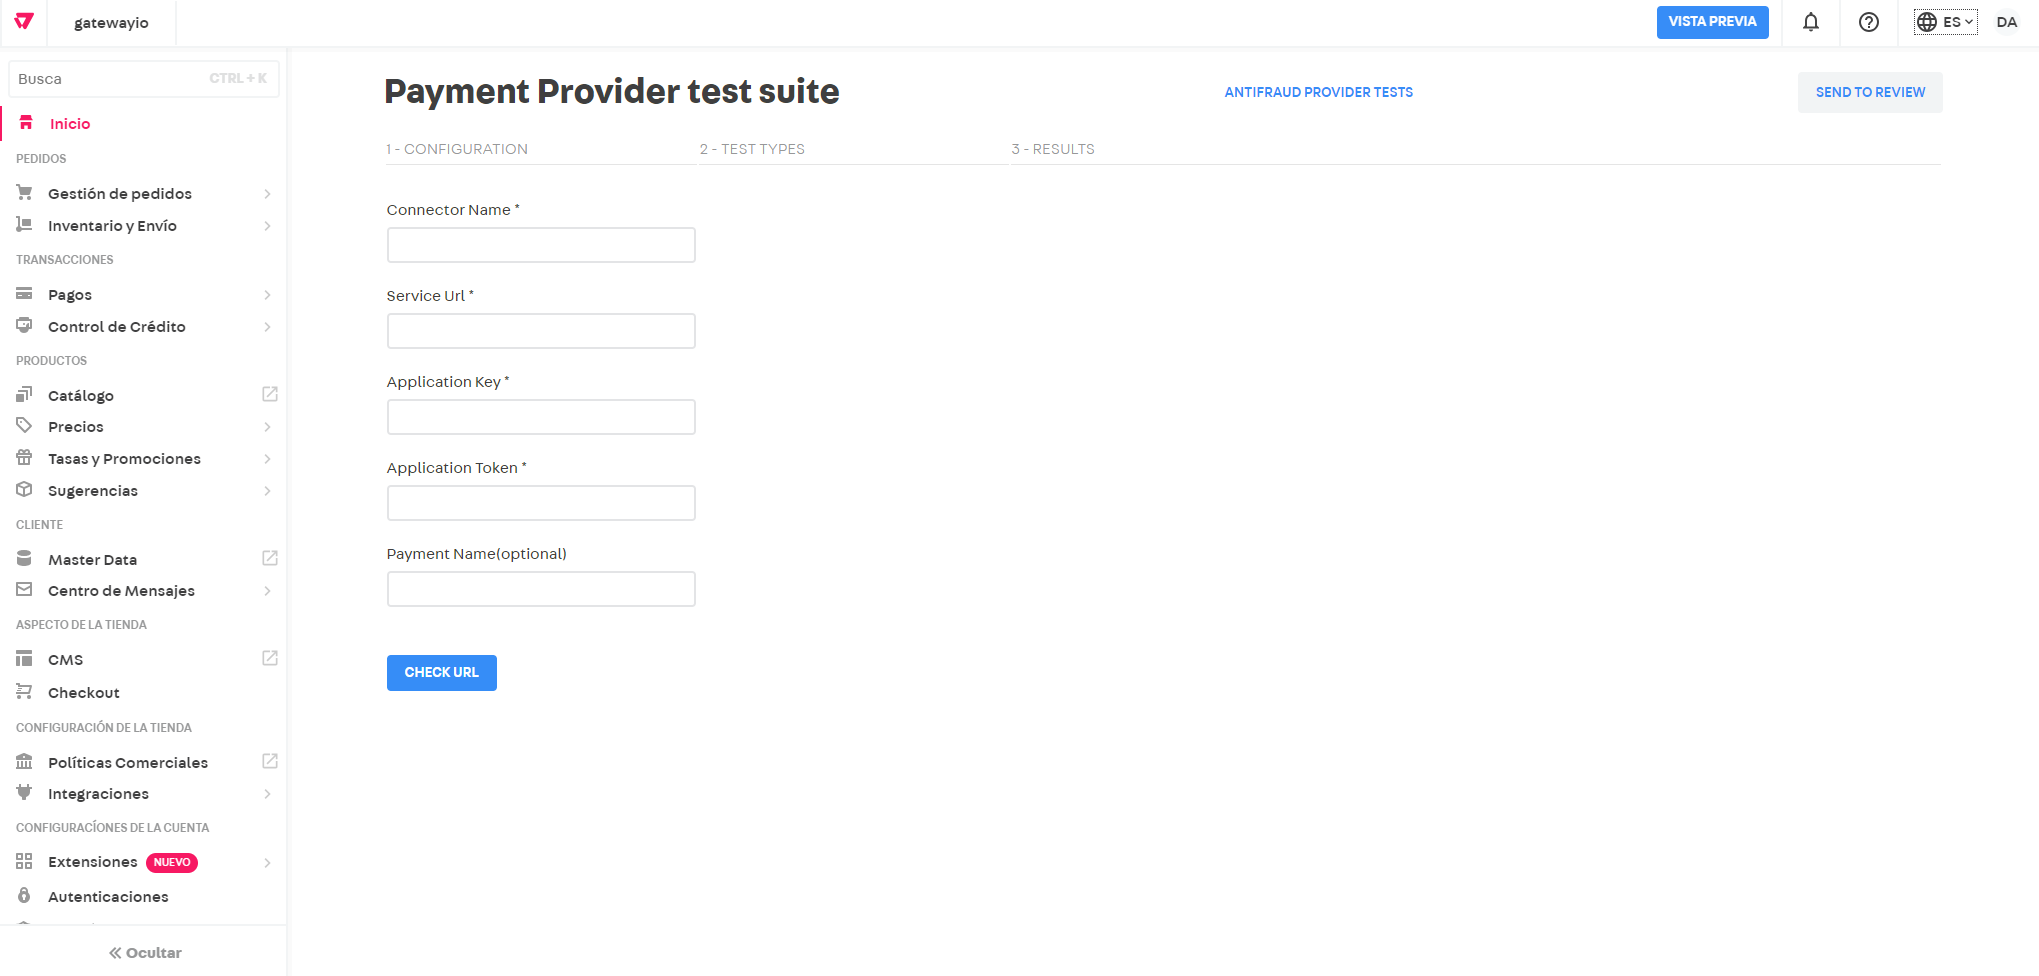 gatewayio
VISTA PREVIA
ES
DA
Busca
CTRL + K
Inicio
PEDIDOS
Gestión de pedidos
Inventario y Envío
TRANSACCIONES
Pagos
Control de Crédito
PRODUCTOS
Catálogo
Precios
Tasas y Promociones
Sugerencias
CLIENTE
Master Data
Centro de Mensajes
ASPECTO DE LA TIENDA
CMS
Checkout
CONFIGURACIÓN DE LA TIENDA
Políticas Comerciales
Integraciones
CONFIGURACÍONES DE LA CUENTA
Extensiones NUEVO
Autenticaciones
Ocultar
Payment Provider test suite
ANTIFRAUD PROVIDER TESTS
SEND TO REVIEW
1 - CONFIGURATION
2 - TEST TYPES
3 - RESULTS
Connector Name *
Service Url *
Application Key *
Application Token *
Payment Name(optional)
CHECK URL